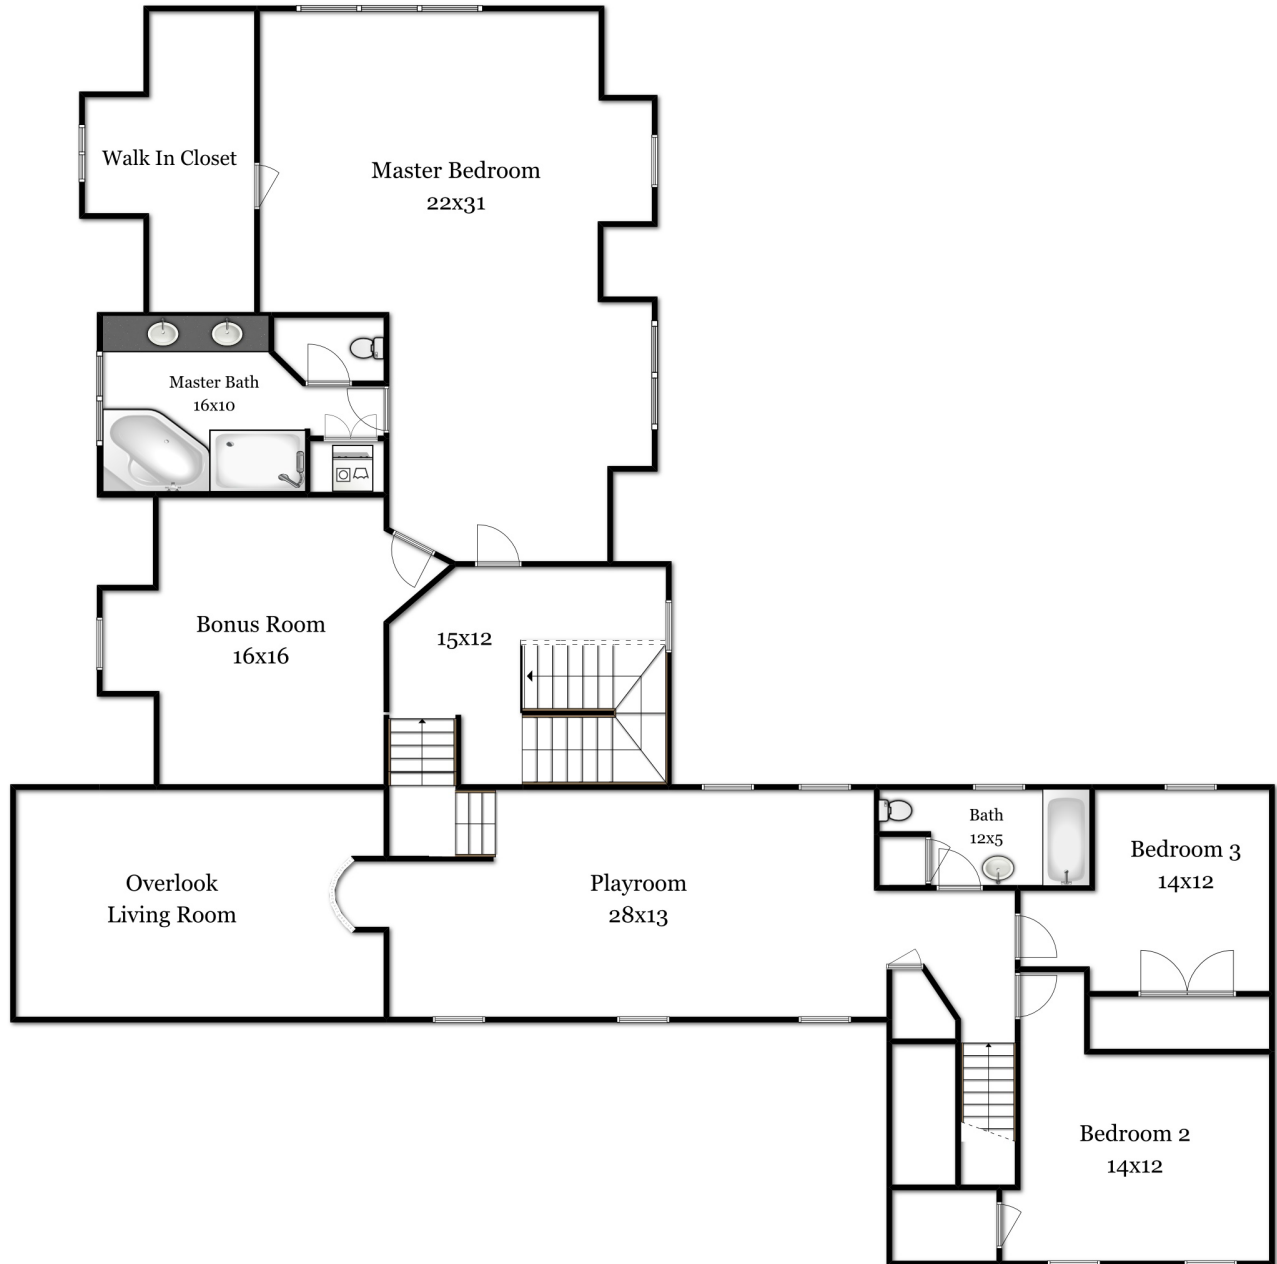 Walk In Closet
Master Bedroom
22x31
Master Bath
16x10
Bonus Room
16x16
15x12
Bath
12x5
Bedroom 3
14x12
Overlook
Living Room
Playroom
28x13
Bedroom 2
14x12